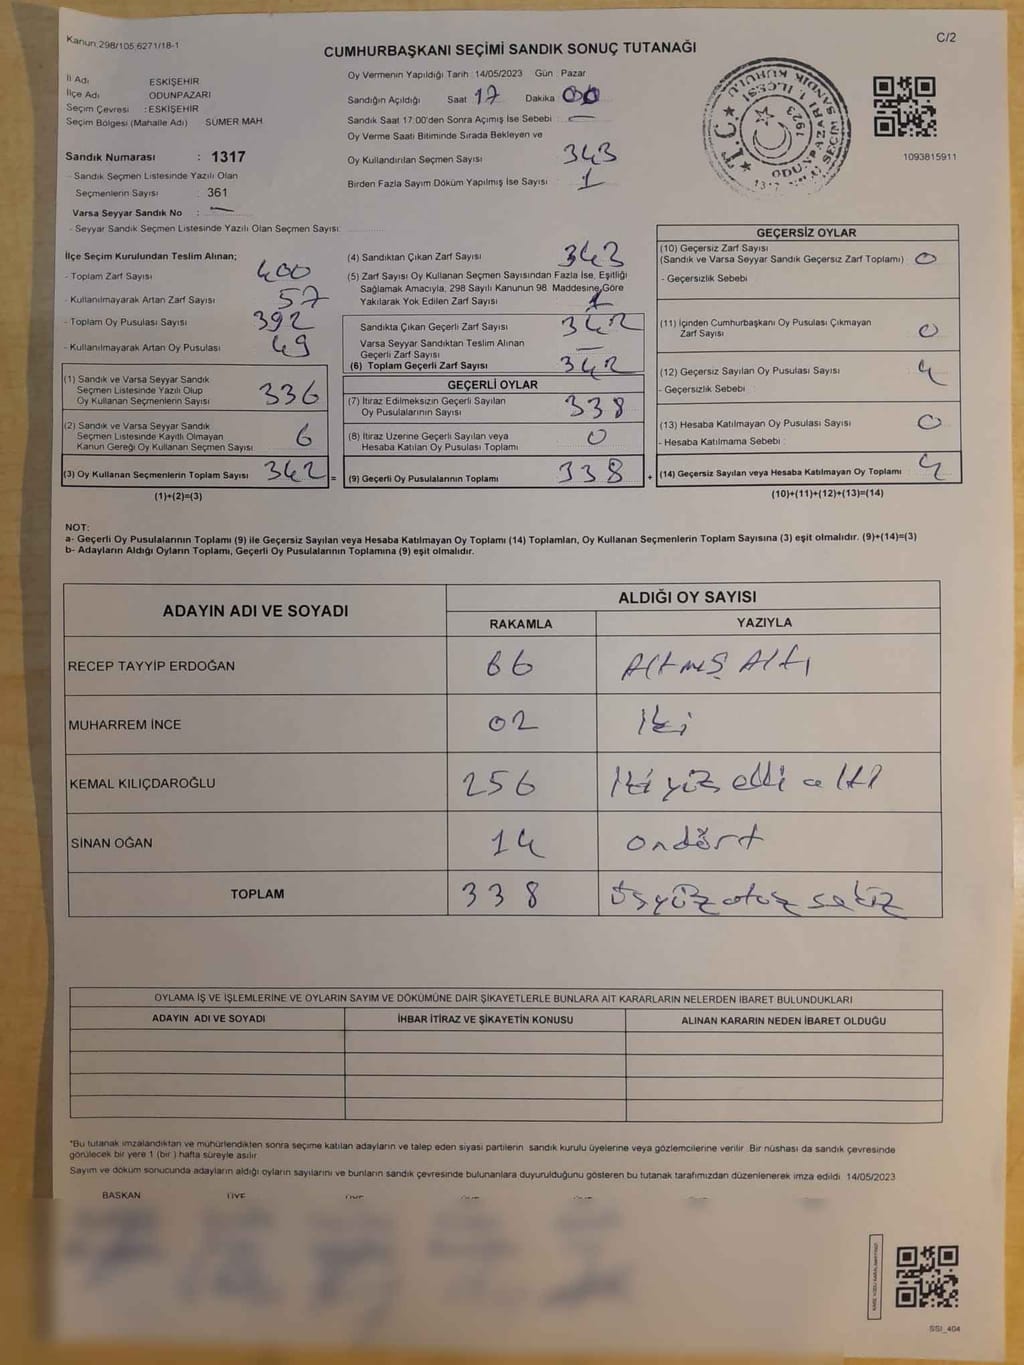 Kanun:298/105,6271/18-1
C/2
CUMHURBAŞKANI SEÇİMİ SANDIK SONUÇ TUTANAĞI
İl Adı ESKİŞEHİR
İlçe Adı ODUNPAZARI
Seçim Çevresi : ESKİŞEHİR
Seçim Bölgesi (Mahalle Adı) SÜMER MAH.
Sandık Numarası : 1317
- Sandık Seçmen Listesinde Yazılı Olan
Seçmenlerin Sayısı : 361
Varsa Seyyar Sandık No :
- Seyyar Sandık Seçmen Listesinde Yazılı Olan Seçmen Sayısı:
Oy Vermenin Yapıldığı Tarih : 14/05/2023 Gün : Pazar
Sandığın Açıldığı Saat 17 Dakika 00
Sandık Saat 17:00'den Sonra Açımış İse Sebebi : —
Oy Verme Saati Bitiminde Sırada Bekleyen ve
Oy Kullandırılan Seçmen Sayısı 343
Birden Fazla Sayım Döküm Yapılmış İse Sayısı 1
T.C.
1923
1093815911
İlçe Seçim Kurulundan Teslim Alınan;
- Toplam Zarf Sayısı 400
- Kullanılmayarak Artan Zarf Sayısı : 57
- Toplam Oy Pusulası Sayısı : 392
- Kullanılmayarak Artan Oy Pusulası : 49
(1) Sandık ve Varsa Seyyar Sandık
Seçmen Listesinde Yazılı Olup
Oy Kullanan Seçmenlerin Sayısı 336
(2) Sandık ve Varsa Seyyar Sandık
Seçmen Listesinde Kayıtlı Olmayan
Kanun Gereği Oy Kullanan Seçmen Sayısı 6
(3) Oy Kullanan Seçmenlerin Toplam Sayısı 342 =
(1)+(2)=(3)
(4) Sandıktan Çıkan Zarf Sayısı 343
(5) Zarf Sayısı Oy Kullanan Seçmen Sayısından Fazla İse, Eşitliği
Sağlamak Amacıyla, 298 Sayılı Kanunun 98. Maddesine Göre
Yakılarak Yok Edilen Zarf Sayısı 1
Sandıkta Çıkan Geçerli Zarf Sayısı 342
Varsa Seyyar Sandıktan Teslim Alınan
Geçerli Zarf Sayısı —
(6) Toplam Geçerli Zarf Sayısı 342
GEÇERLİ OYLAR
(7) İtiraz Edilmeksizin Geçerli Sayılan
Oy Pusulalarının Sayısı 338
(8) İtiraz Üzerine Geçerli Sayılan veya
Hesaba Katılan Oy Pusulası Toplamı 0
(9) Geçerli Oy Pusulalarının Toplamı 338 +
GEÇERSİZ OYLAR
(10) Geçersiz Zarf Sayısı
(Sandık ve Varsa Seyyar Sandık Geçersiz Zarf Toplamı) 0
- Geçersizlik Sebebi
(11) İçinden Cumhurbaşkanı Oy Pusulası Çıkmayan
Zarf Sayısı 0
(12) Geçersiz Sayılan Oy Pusulası Sayısı 4
- Geçersizlik Sebebi :
(13) Hesaba Katılmayan Oy Pusulası Sayısı 0
- Hesaba Katılmama Sebebi :
(14) Geçersiz Sayılan veya Hesaba Katılmayan Oy Toplamı 4
(10)+(11)+(12)+(13)=(14)
NOT:
a- Geçerli Oy Pusulalarının Toplamı (9) ile Geçersiz Sayılan veya Hesaba Katılmayan Oy Toplamı (14) Toplamları, Oy Kullanan Seçmenlerin Toplam Sayısına (3) eşit olmalıdır. (9)+(14)=(3)
b- Adayların Aldığı Oyların Toplamı, Geçerli Oy Pusulalarının Toplamına (9) eşit olmalıdır.
ADAYIN ADI VE SOYADI ALDIĞI OY SAYISI
RAKAMLA YAZIYLA
RECEP TAYYİP ERDOĞAN 66 Altmış Altı
MUHARREM İNCE 02 İki
KEMAL KILIÇDAROĞLU 256 İki yüz elli altı
SİNAN OĞAN 14 ondört
TOPLAM 338 üçyüz otuz sekiz
OYLAMA İŞ VE İŞLEMLERİNE VE OYLARIN SAYIM VE DÖKÜMÜNE DAİR ŞİKAYETLERLE BUNLARA AİT KARARLARIN NELERDEN İBARET BULUNDUKLARI
ADAYIN ADI VE SOYADI İHBAR İTİRAZ VE ŞİKAYETİN KONUSU ALINAN KARARIN NEDEN İBARET OLDUĞU
*Bu tutanak imzalandıktan ve mühürlendikten sonra seçime katılan adayların ve talep eden siyasi partilerin sandık kurulu üyelerine veya gözlemcilerine verilir. Bir nüshası da sandık çevresinde
görülecek bir yere 1 (bir ) hafta süreyle asılır.
Sayım ve döküm sonucunda adayların aldığı oyların sayılarını ve bunların sandık çevresinde bulunanlara duyurulduğunu gösteren bu tutanak tarafımızdan düzenlenerek imza edildi. 14/05/2023
BAŞKAN ÜYE ÜYE
SSI_404